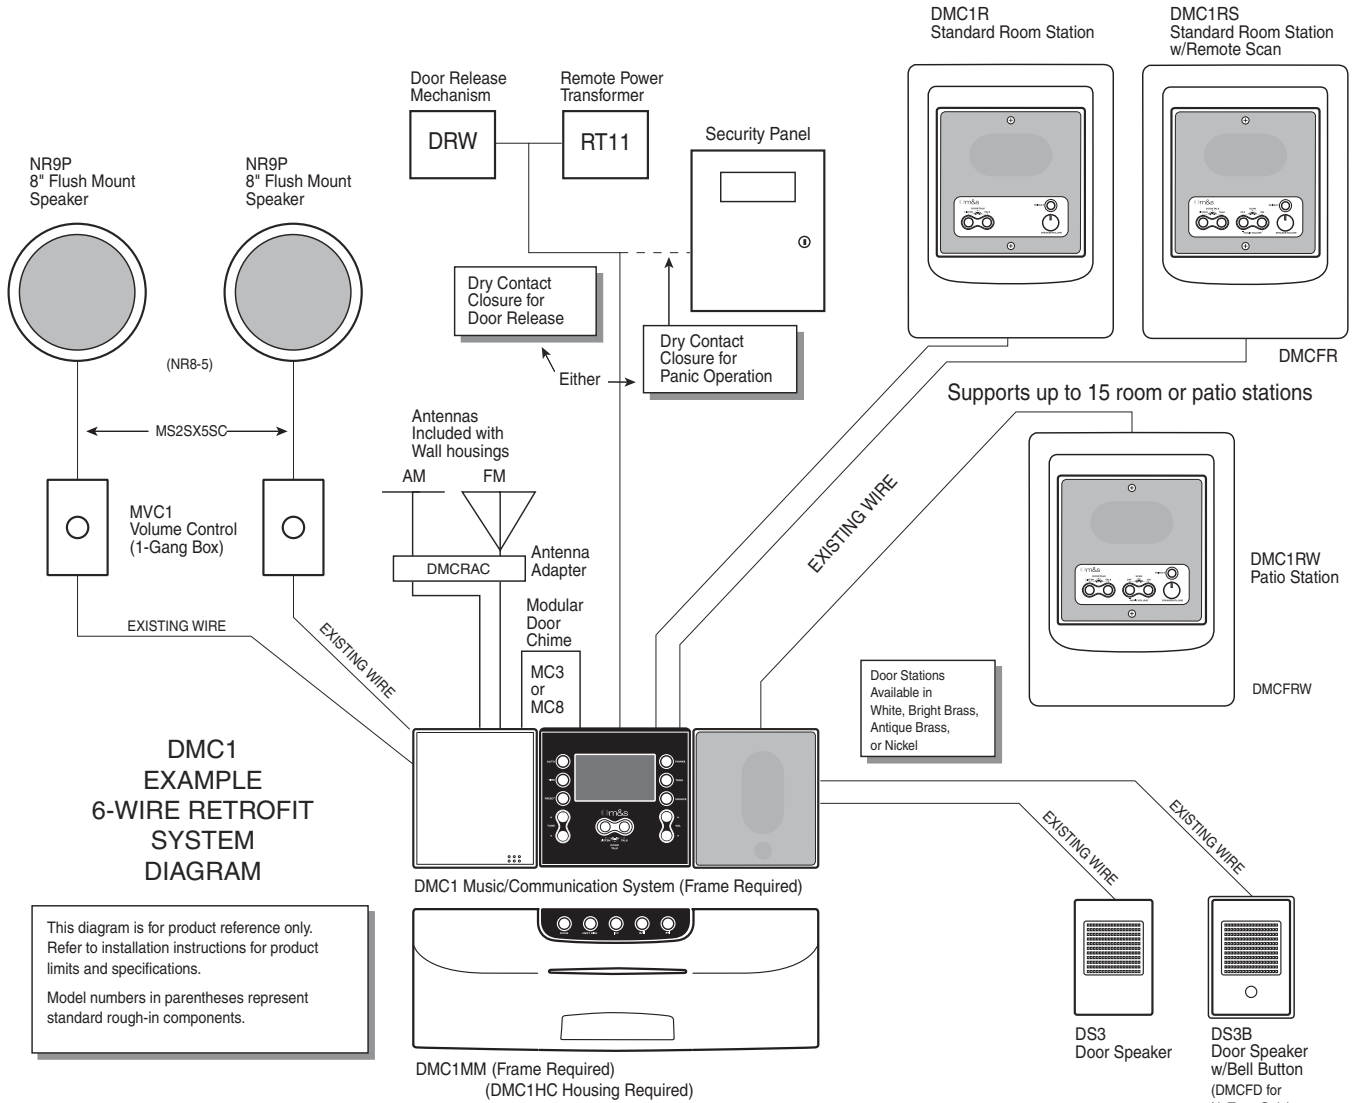 DMC1R
Standard Room Station
DMC1RS
Standard Room Station
w/Remote Scan
Door Release
Mechanism
DRW
Remote Power
Transformer
RT11
Security Panel
NR9P
8" Flush Mount
Speaker
NR9P
8" Flush Mount
Speaker
m&s
m&s
Dry Contact
Closure for
Door Release
Dry Contact
Closure for
Panic Operation
Either
(NR8-5)
DMCFR
Supports up to 15 room or patio stations
MS2SX5SC
Antennas
Included with
Wall housings
AM
FM
MVC1
Volume Control
(1-Gang Box)
DMCRAC
Antenna
Adapter
EXISTING WIRE
m&s
DMC1RW
Patio Station
DMCFRW
Modular
Door
Chime
MC3
or
MC8
EXISTING WIRE
EXISTING WIRE
Door Stations
Available in
White, Bright Brass,
Antique Brass,
or Nickel
DMC1
EXAMPLE
6-WIRE RETROFIT
SYSTEM
DIAGRAM
m&s
DMC1 Music/Communication System (Frame Required)
EXISTING WIRE
EXISTING WIRE
This diagram is for product reference only.
Refer to installation instructions for product
limits and specifications.
Model numbers in parentheses represent
standard rough-in components.
DMC1MM (Frame Required)
(DMC1HC Housing Required)
DS3
Door Speaker
DS3B
Door Speaker
w/Bell Button
(DMCFD for